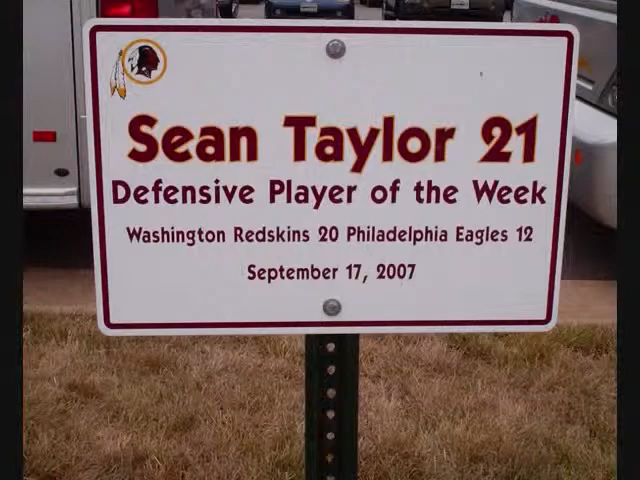 Sean Taylor 21
Defensive Player of the Week
Washington Redskins 20 Philadelphia Eagles 12
September 17, 2007